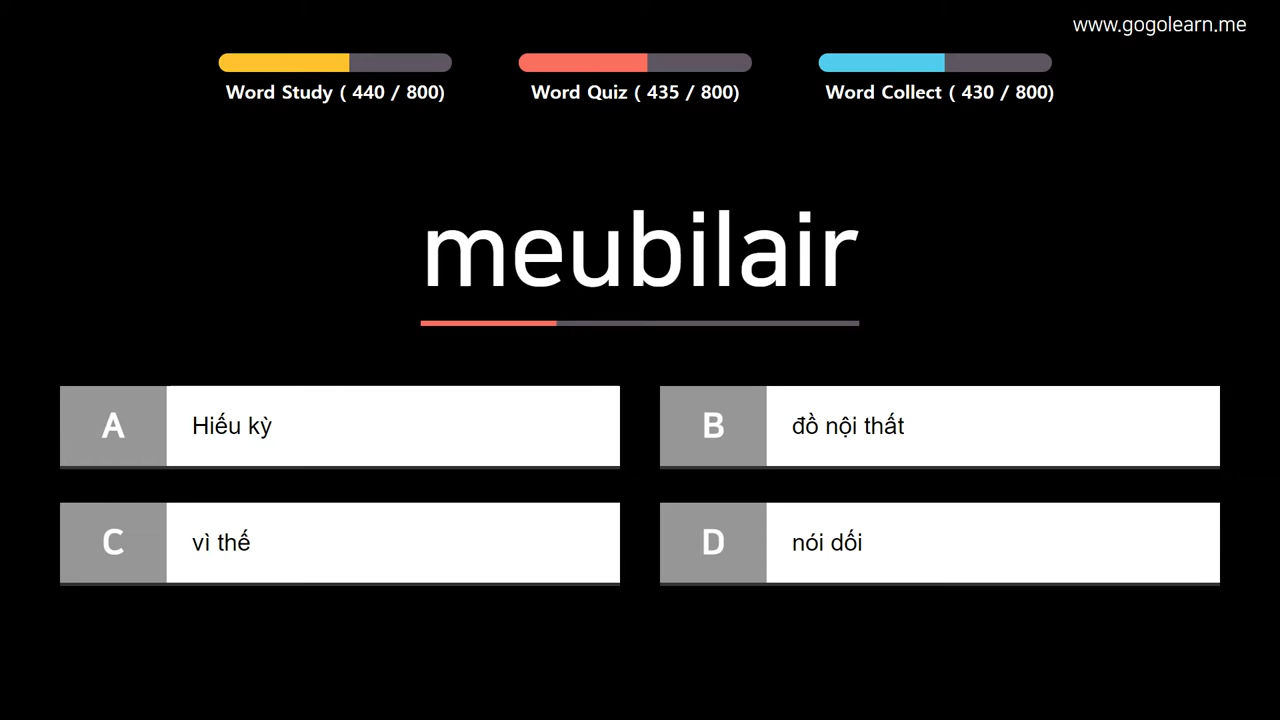 www.gogolearn.me
Word Study ( 440 / 800)
Word Quiz ( 435 / 800)
Word Collect ( 430 / 800)
meubilair
A Hiếu kỳ
B đồ nội thất
C vì thế
D nói dối